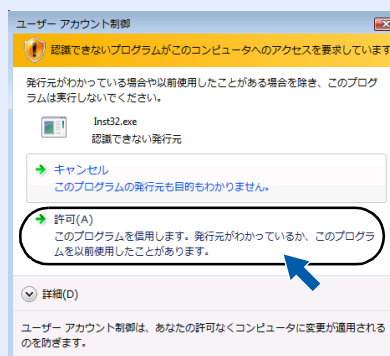 ユーザー アカウント制御
認識できないプログラムがこのコンピュータへのアクセスを要求しています
発行元がわかっている場合や以前使用したことがある場合を除き、このプログ
ラムは実行しないでください。
Inst32.exe
認識できない発行元
キャンセル
このプログラムの発行元も目的もわかりません。
許可(A)
このプログラムを信用します。発行元がわかっているか、このプログラ
ムを以前使用したことがあります。
詳細(D)
ユーザー アカウント制御は、あなたの許可なくコンピュータに変更が適用される
のを防ぎます。